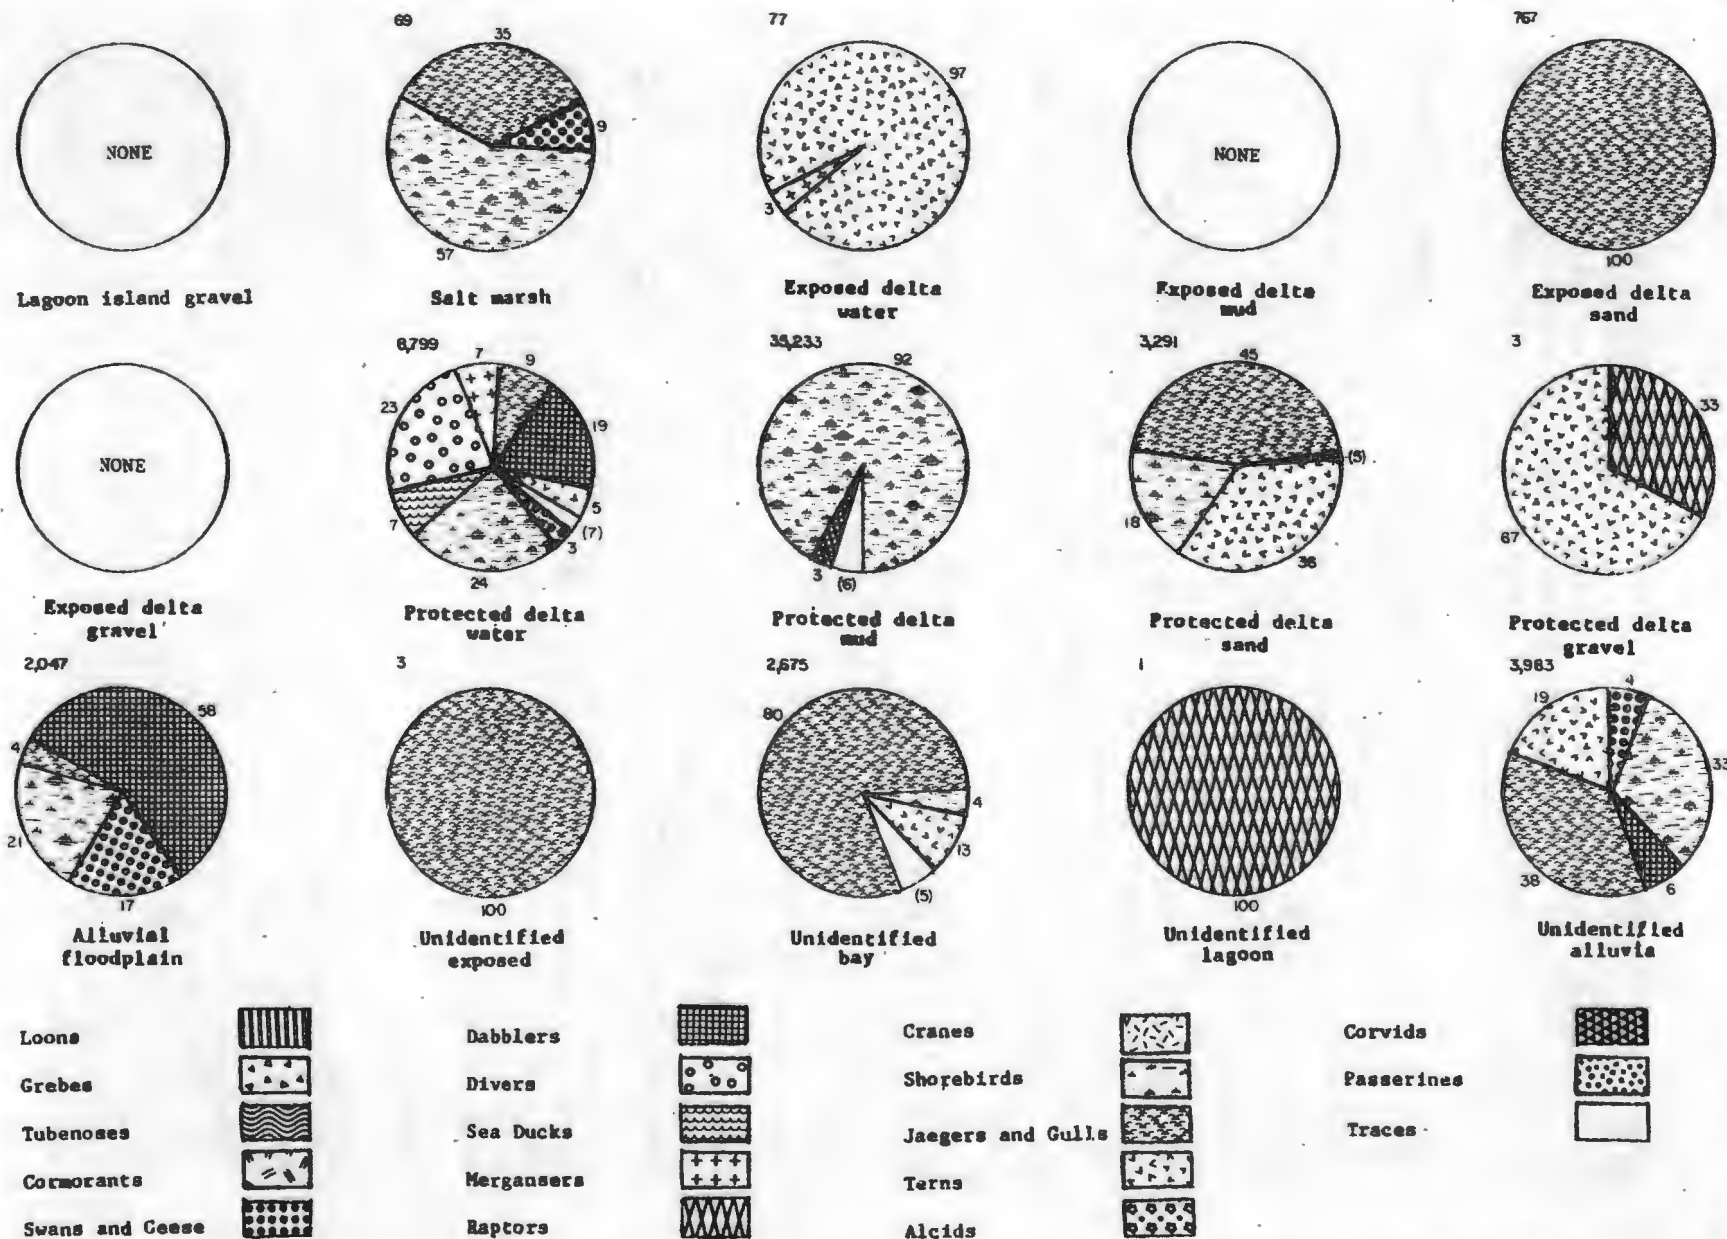 69
77
767
35
97
9
3
57
100
NONE
NONE
Lagoon island gravel
Salt marsh
Exposed delta
water
Exposed delta
mud
Exposed delta
sand
8,799
35,233
3,291
3
7
9
19
23
5
(7)
3
24
7
92
3
(6)
45
(5)
36
18
33
67
NONE
Exposed delta
gravel
Protected delta
water
Protected delta
mud
Protected delta
sand
Protected delta
gravel
2,047
3
2,675
1
3,983
58
4
21
17
100
80
4
13
(5)
100
19
4
33
6
38
Alluvial
floodplain
Unidentified
exposed
Unidentified
bay
Unidentified
lagoon
Unidentified
alluvia
Loons
Dabblers
Cranes
Corvids
Grebes
Divers
Shorebirds
Passerines
Tubenoses
Sea Ducks
Jaegers and Gulls
Traces
Cormorants
Mergansers
Terns
Swans and Geese
Raptors
Alcids